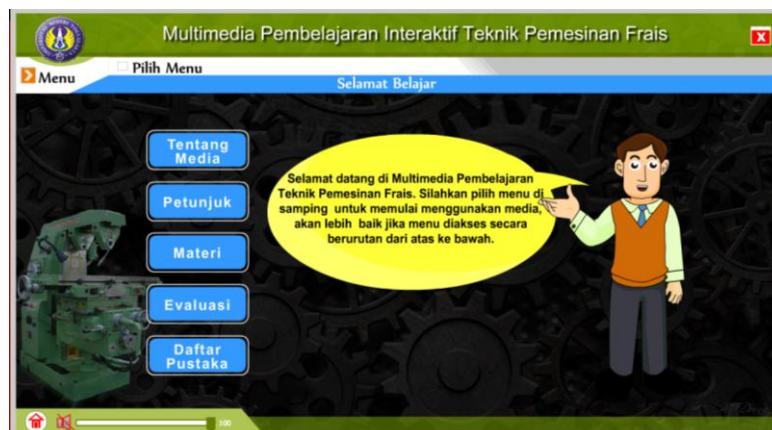 Multimedia Pembelajaran Interaktif Teknik Pemesinan Frais
X
Menu
Pilih Menu
Selamat Belajar
Tentang
Media
Petunjuk
Materi
Evaluasi
Daftar
Pustaka
Selamat datang di Multimedia Pembelajaran
Teknik Pemesinan Frais. Silahkan pilih menu di
samping untuk memulai menggunakan media,
akan lebih baik jika menu diakses secara
berurutan dari atas ke bawah.
100